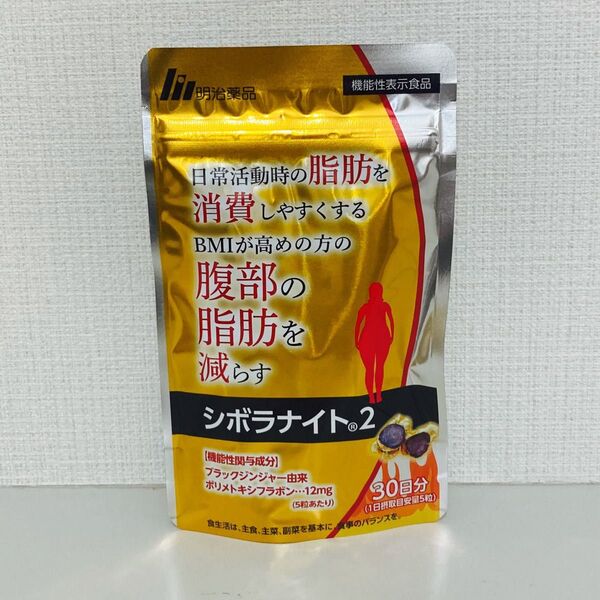 明治薬品
機能性表示食品
日常活動時の脂肪を
消費しやすくする
BMIが高めの方の
腹部の
脂肪を
減らす
シボラナイト®2
【機能性関与成分】
ブラックジンジャー由来
ポリメトキシフラボン…12mg
(5粒あたり)
30日分
(1日摂取目安量5粒)
食生活は、主食、主菜、副菜を基本に、食事のバランスを。